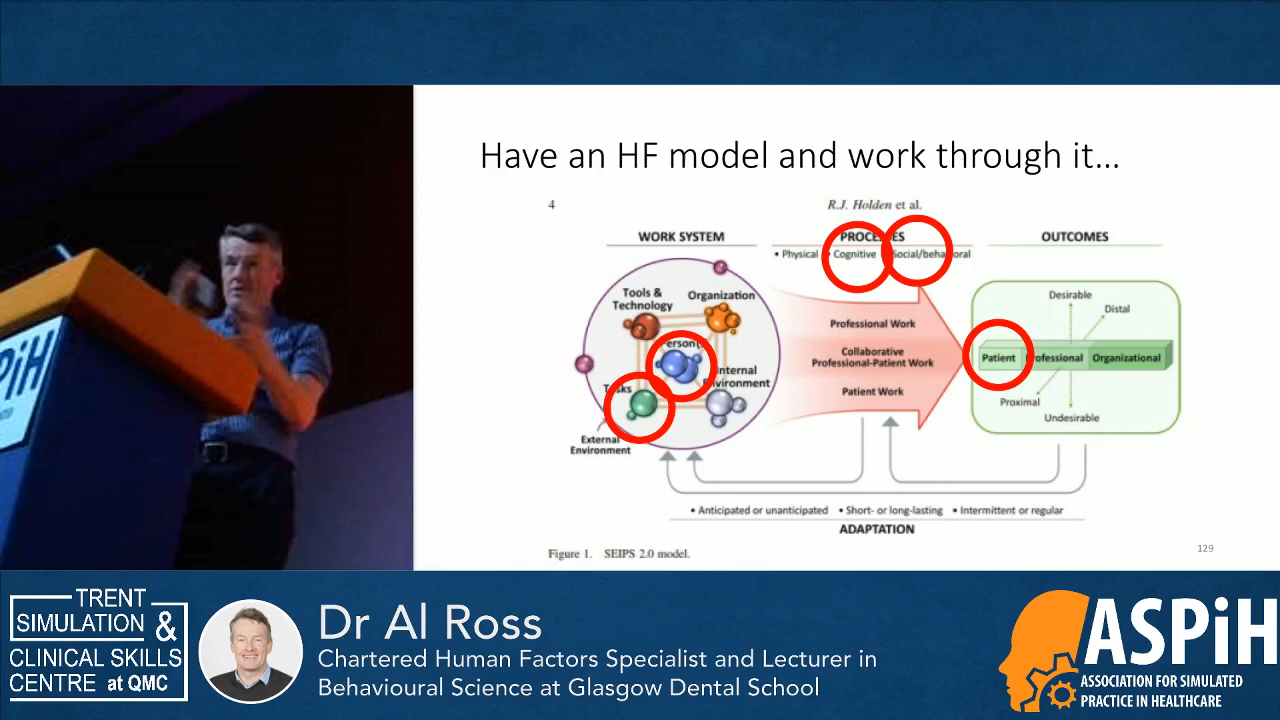 Have an HF model and work through it...
4
R.J. Holden et al.
WORK SYSTEM
PROCESSES
OUTCOMES
• Physical • Cognitive • Social/behavioral
Tools &
Technology
Organization
Person(s)
Tasks
Internal
Environment
External
Environment
Professional Work
Collaborative
Professional-Patient Work
Patient Work
Desirable
Distal
Patient
Professional
Organizational
Proximal
Undesirable
• Anticipated or unanticipated • Short- or long-lasting • Intermittent or regular
ADAPTATION
Figure 1. SEIPS 2.0 model.
129
PiH
TRENT
SIMULATION &
CLINICAL SKILLS
CENTRE at QMC
Dr Al Ross
Chartered Human Factors Specialist and Lecturer in
Behavioural Science at Glasgow Dental School
ASPiH
ASSOCIATION FOR SIMULATED
PRACTICE IN HEALTHCARE